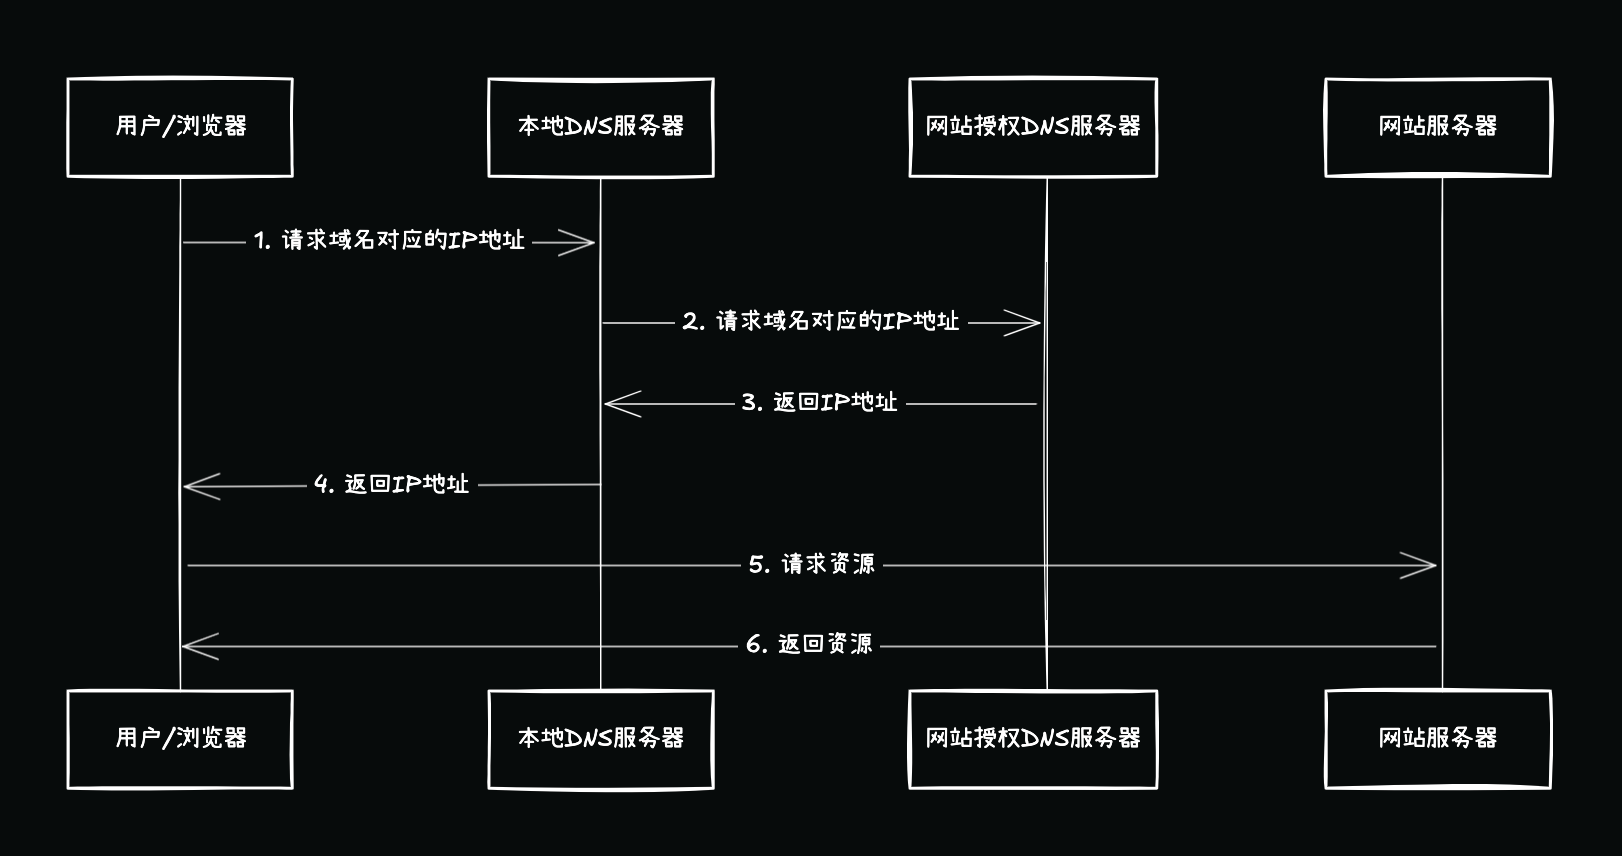 用户/浏览器
本地DNS服务器
网站授权DNS服务器
网站服务器
1. 请求域名对应的IP地址
2. 请求域名对应的IP地址
3. 返回IP地址
4. 返回IP地址
5. 请求资源
6. 返回资源
用户/浏览器
本地DNS服务器
网站授权DNS服务器
网站服务器